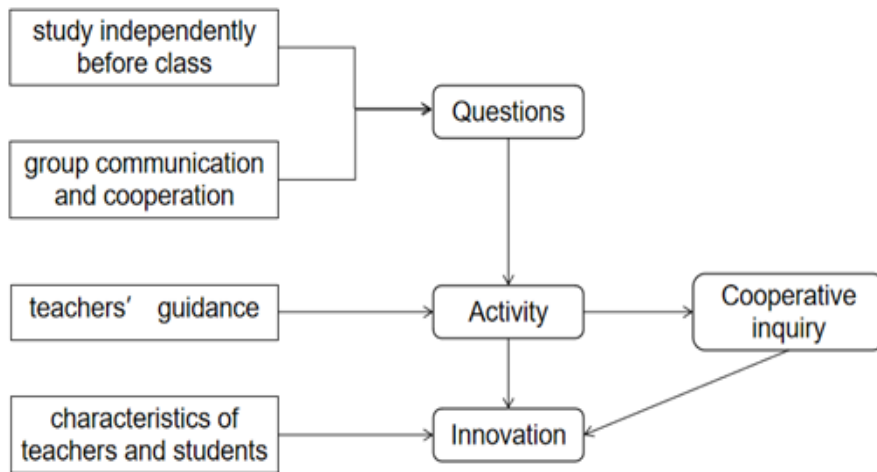 study independently
before class
Questions
group communication
and cooperation
teachers' guidance
Activity
Cooperative
inquiry
characteristics of
teachers and students
Innovation